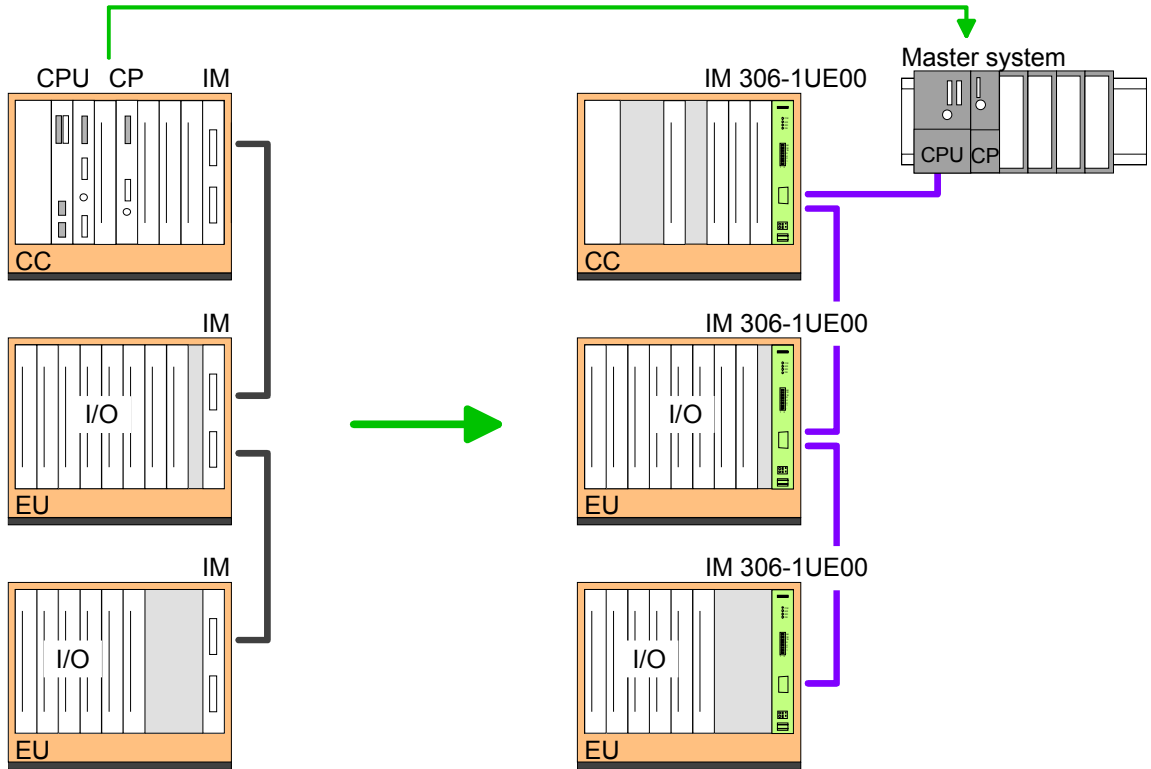 Master system
CPU CP IM
IM 306-1UE00
CPU CP
CC
CC
IM
IM 306-1UE00
I/O
I/O
EU
EU
IM
IM 306-1UE00
I/O
I/O
EU
EU